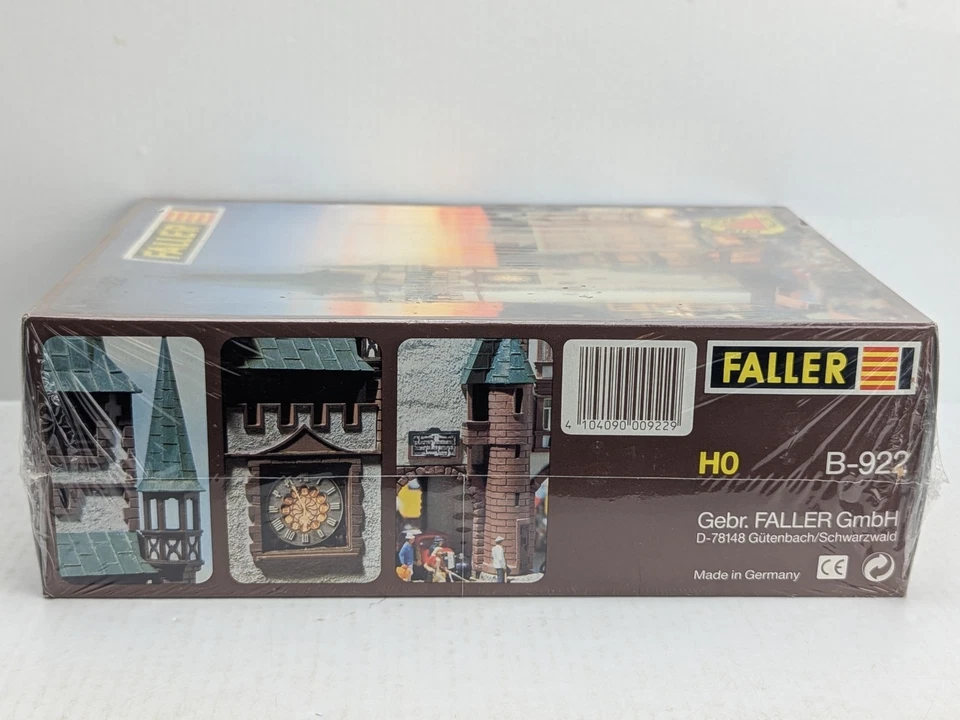 FALLER
4 104090 009229
FALLER
H0 B-922
Gebr. FALLER GmbH
D-78148 Gütenbach/Schwarzwald
Made in Germany CE